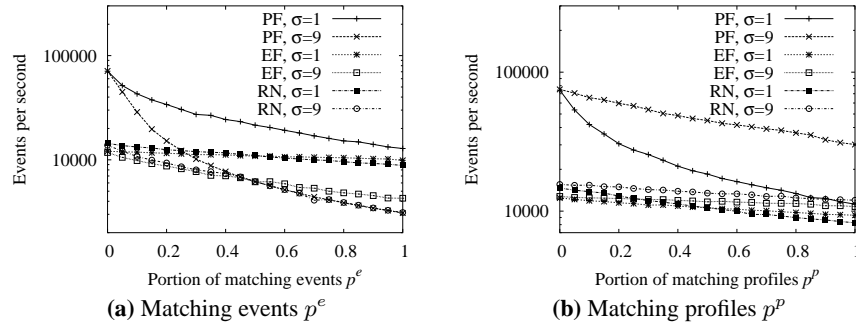 PF, σ=1
PF, σ=9
EF, σ=1
EF, σ=9
RN, σ=1
RN, σ=9
100000
10000
Events per second
0 0.2 0.4 0.6 0.8 1
Portion of matching events p^e
(a) Matching events p^e
PF, σ=1
PF, σ=9
EF, σ=1
EF, σ=9
RN, σ=1
RN, σ=9
100000
10000
Events per second
0 0.2 0.4 0.6 0.8 1
Portion of matching profiles p^p
(b) Matching profiles p^p